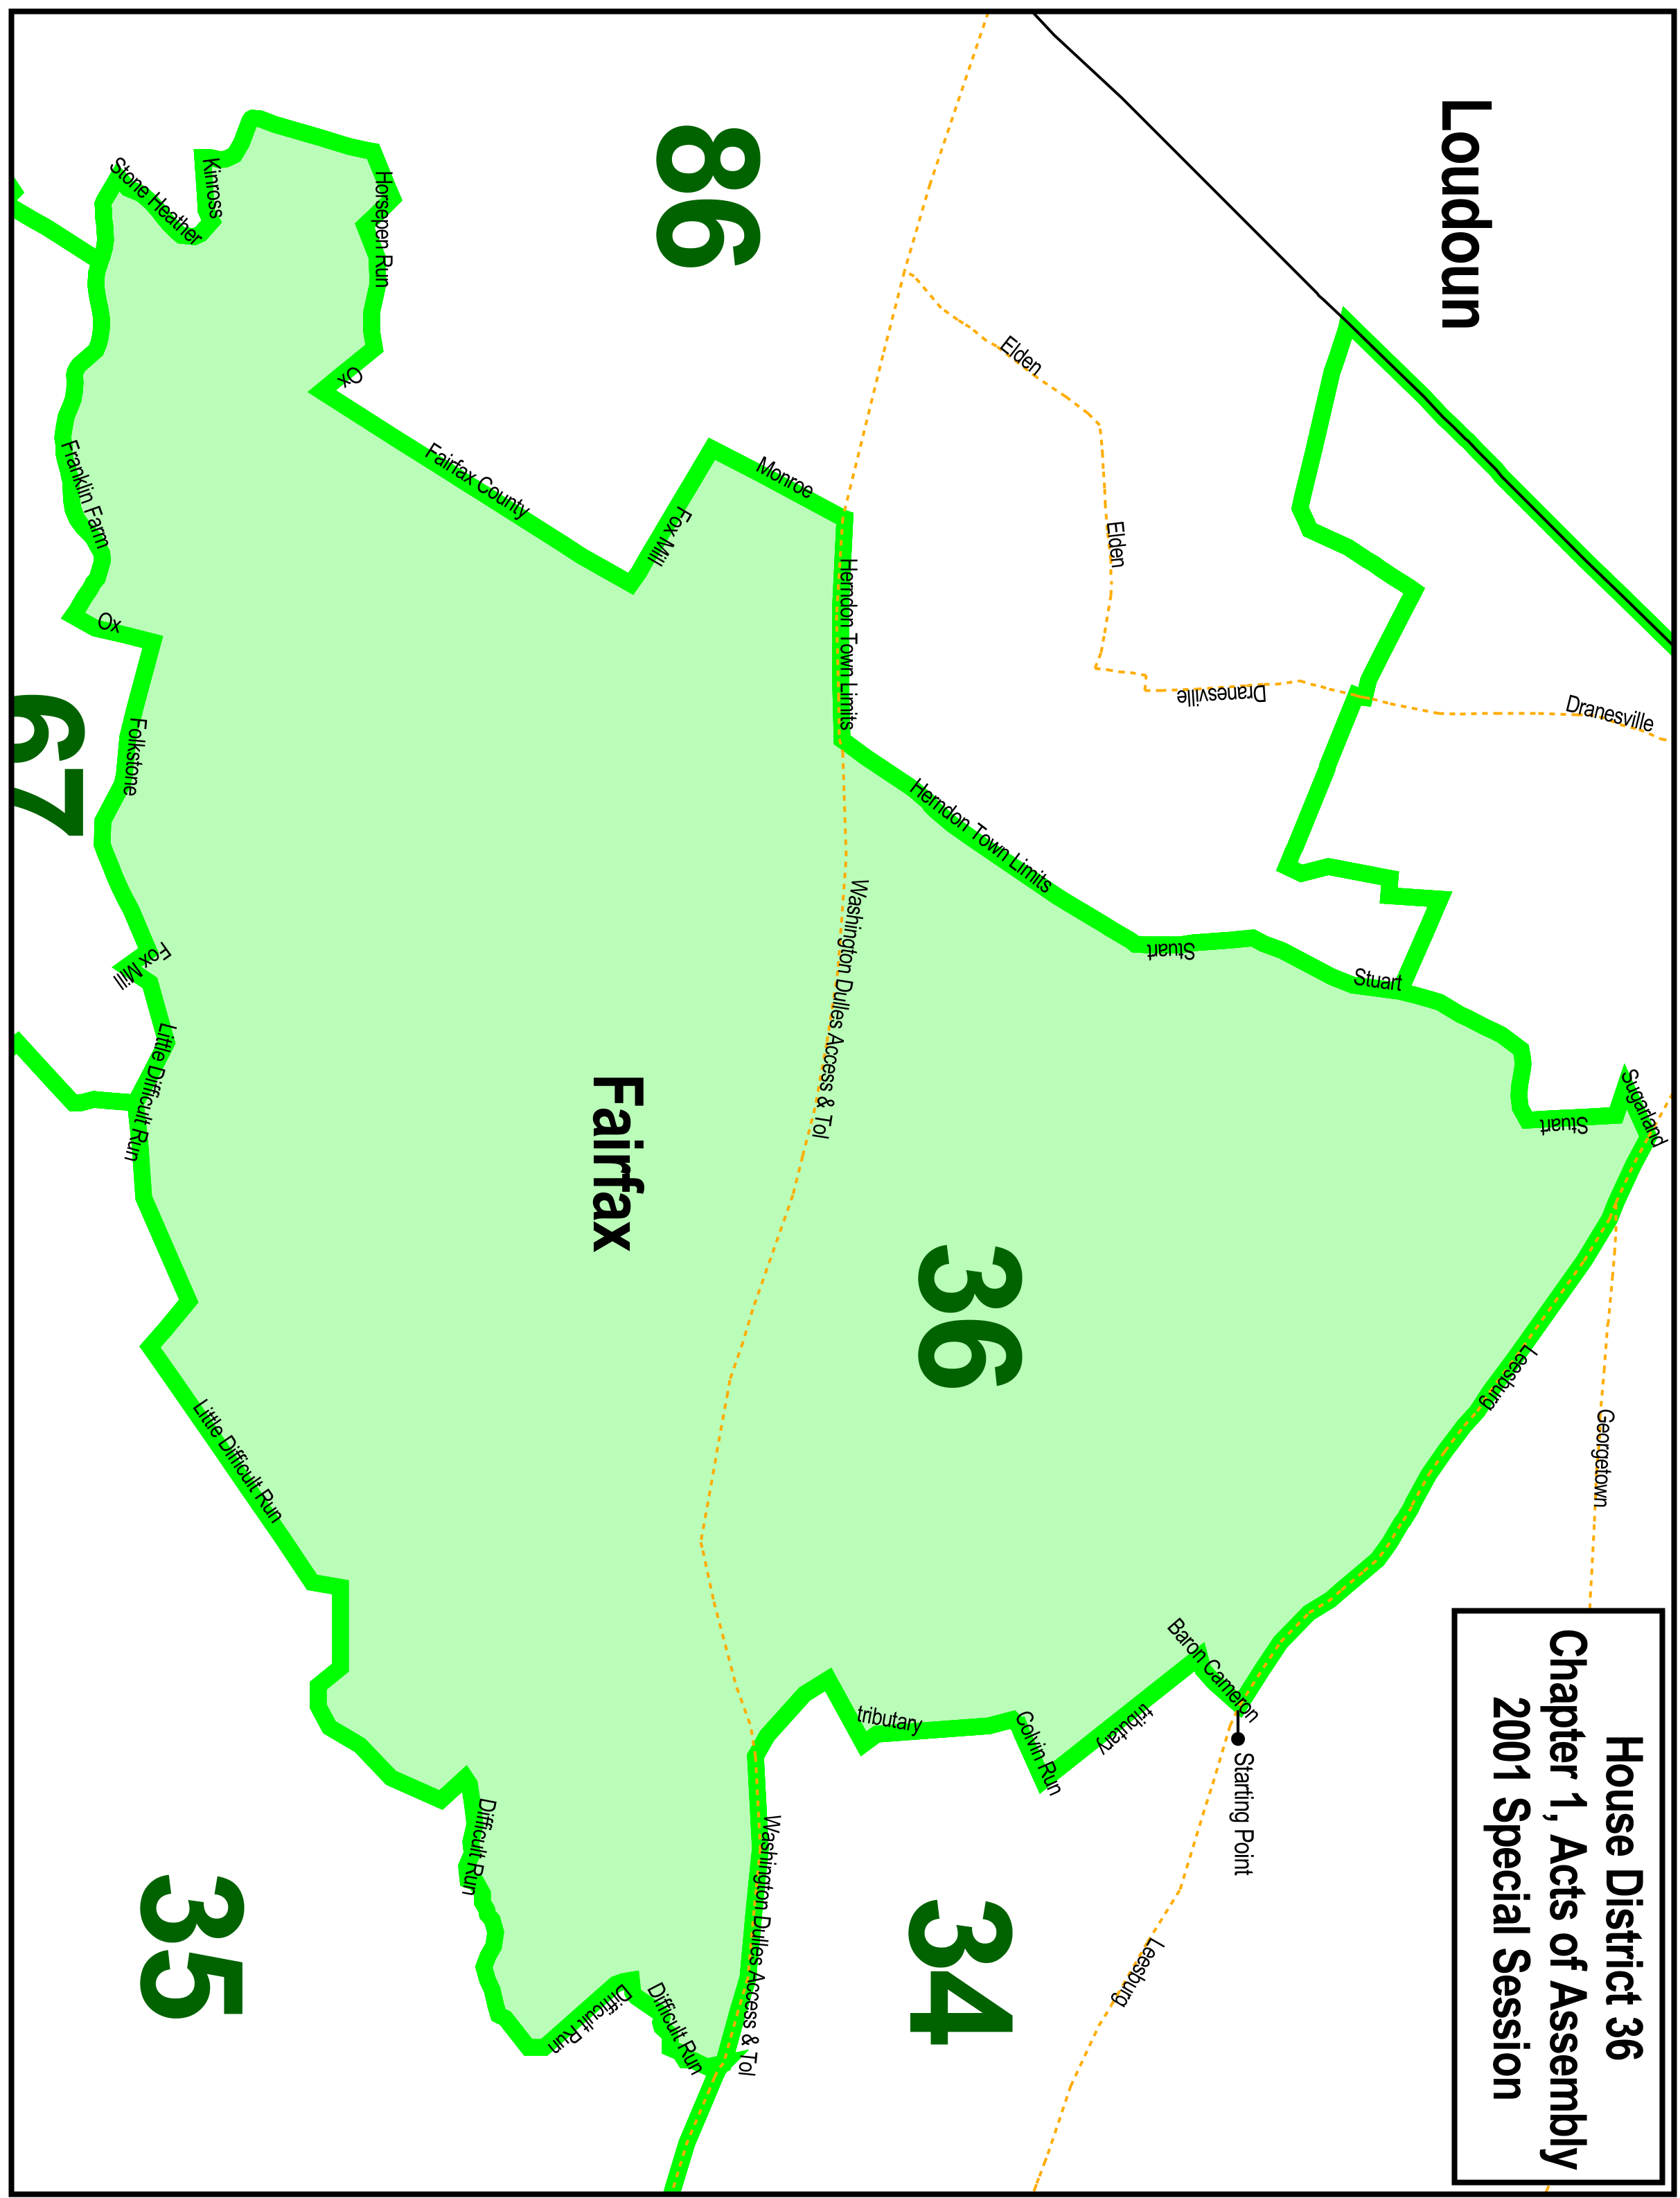 House District 36
Chapter 1, Acts of Assembly
2001 Special Session
Loudoun
Dranesville
Dranesville
Sugarland
Georgetown
Stuart
Stuart
Stuart
Leesburg
Elden
Elden
Herndon Town Limits
Herndon Town Limits
Baron Cameron
Starting Point
tributary
Leesburg
Colvin Run
tributary
36
34
86
Monroe
Fox Mill
Washington Dulles Access & Tol
Washington Dulles Access & Tol
Fairfax
Fairfax County
Horsepen Run
Ox
Difficult Run
Difficult Run
Difficult Run
Kinross
Stone Heather
Franklin Farm
Ox
Folkstone
Fox Mill
Little Difficult Run
Little Difficult Run
67
35